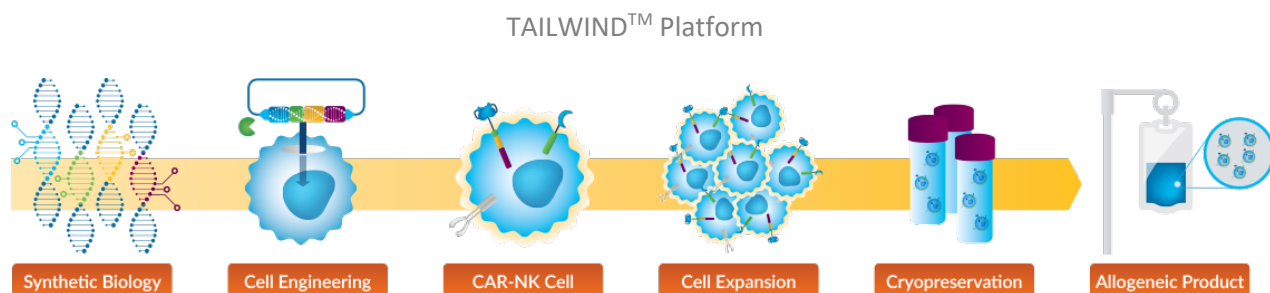 TAILWIND™ Platform
Synthetic Biology
Cell Engineering
CAR-NK Cell
Cell Expansion
Cryopreservation
Allogeneic Product